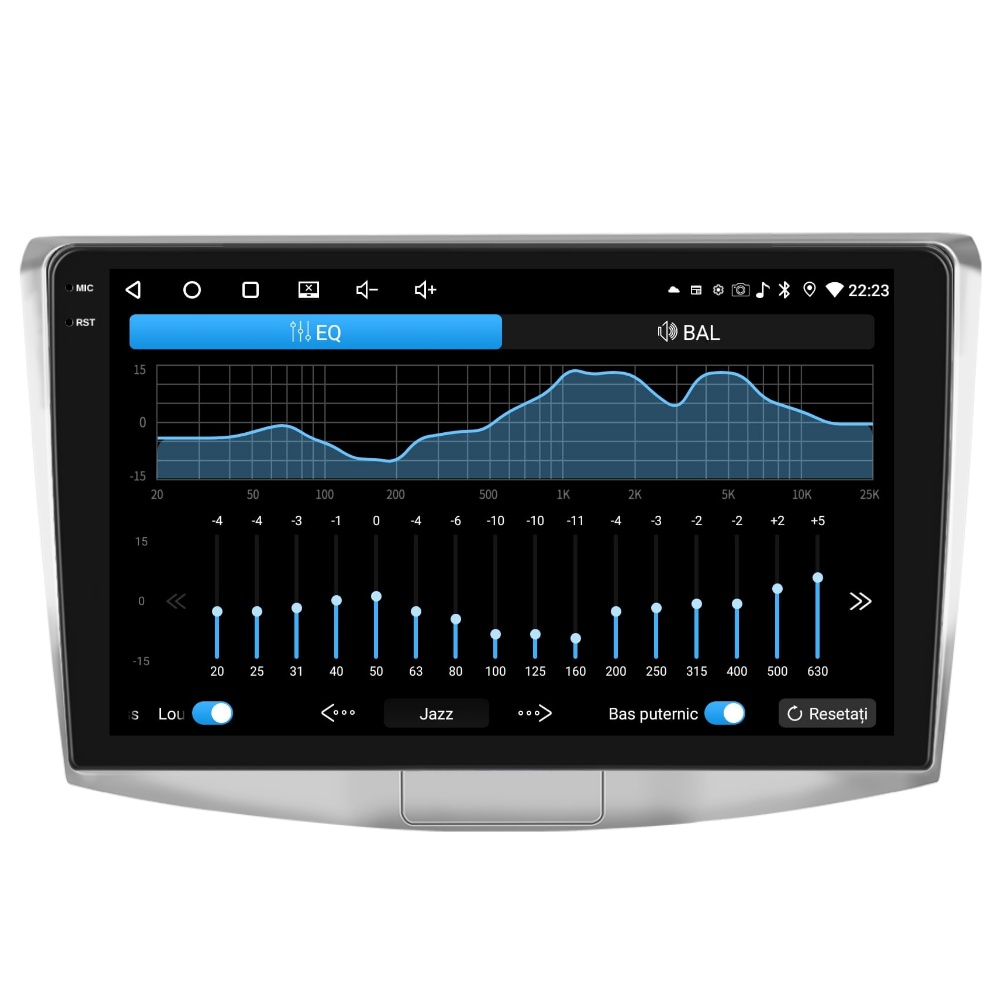 MIC
RST
22:23
EQ
BAL
15
0
-15
20 50 100 200 500 1K 2K 5K 10K 25K
-4 -4 -3 -1 0 -4 -6 -10 -10 -11 -4 -3 -2 -2 +2 +5
15
0
-15
20 25 31 40 50 63 80 100 125 160 200 250 315 400 500 630
s Lou Jazz Bas puternic Resetați